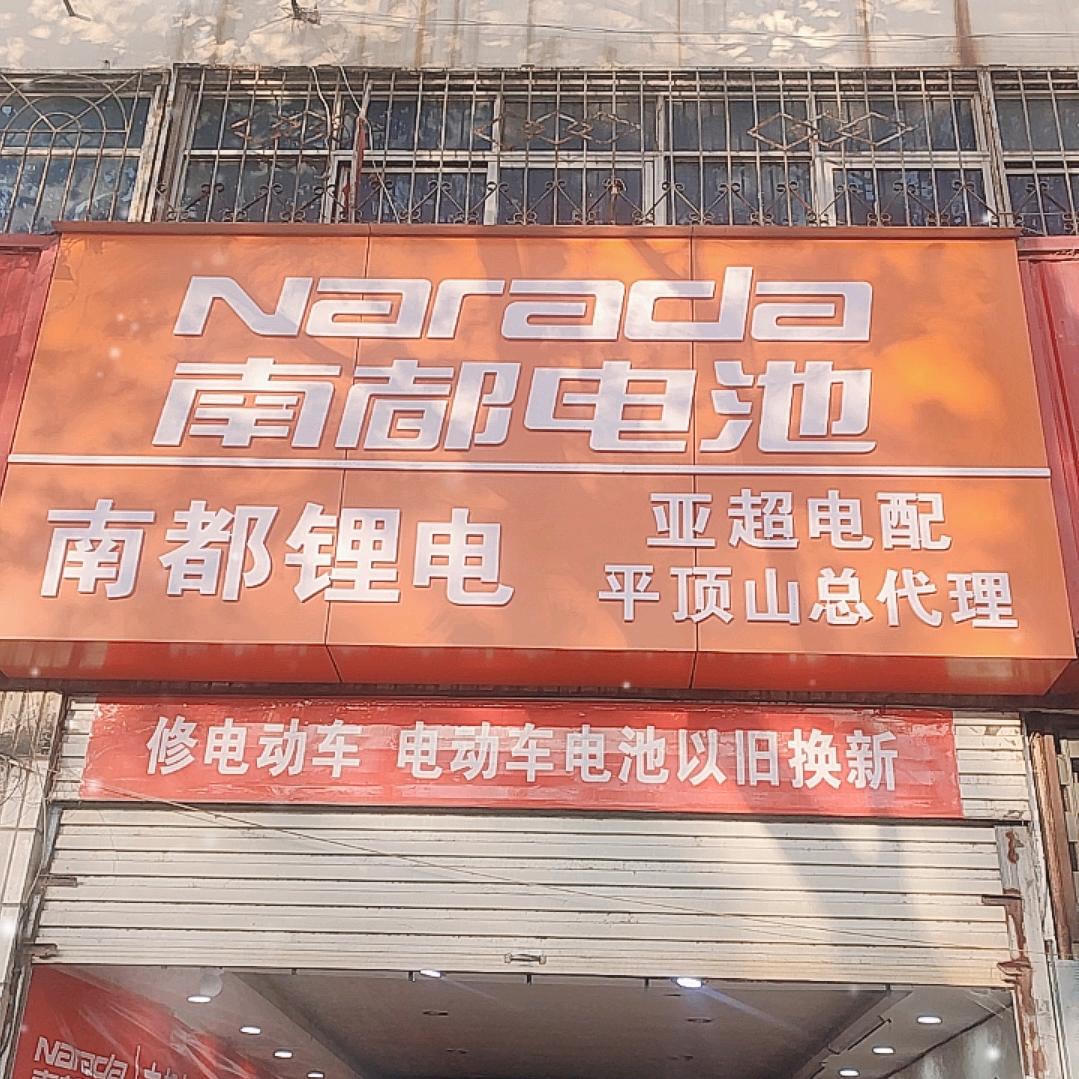 Narada
南都电池
南都锂电
亚超电配
平顶山总代理
修电动车 电动车电池以旧换新
Narada